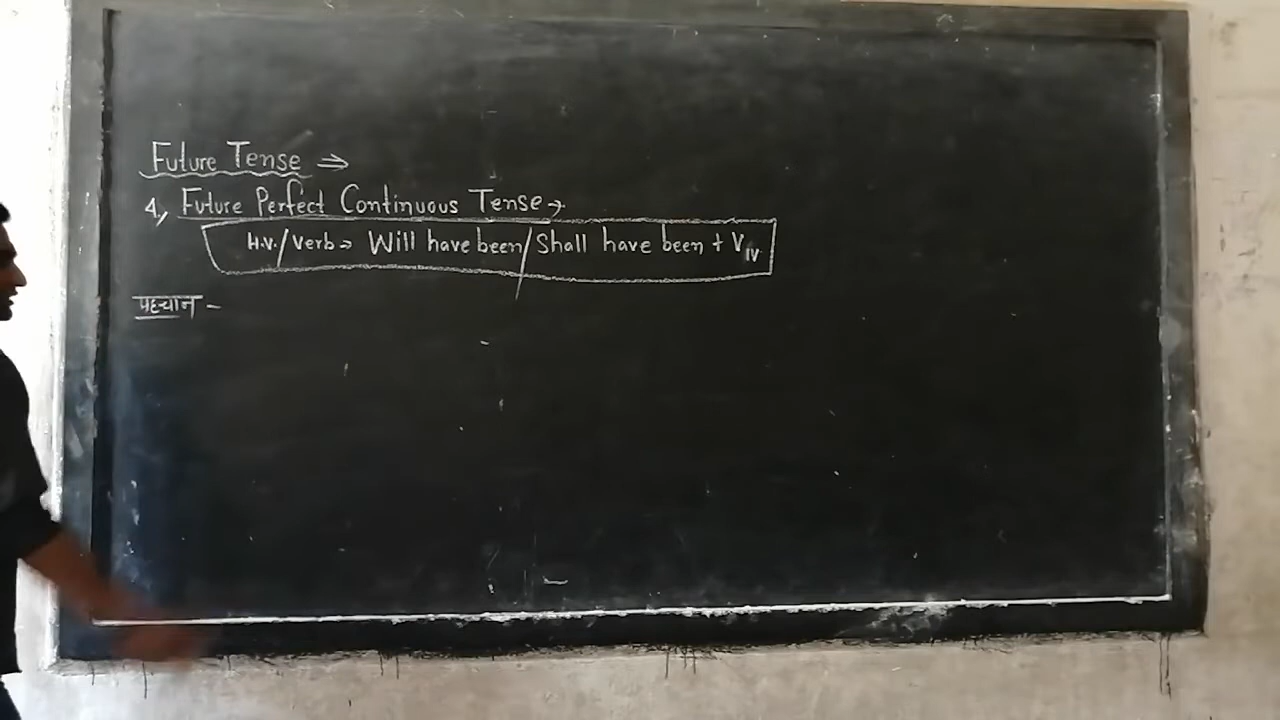 Future Tense ⇒
4, Future Perfect Continuous Tense →
H.V./Verb → Will have been/Shall have been + V IV
पहचान -